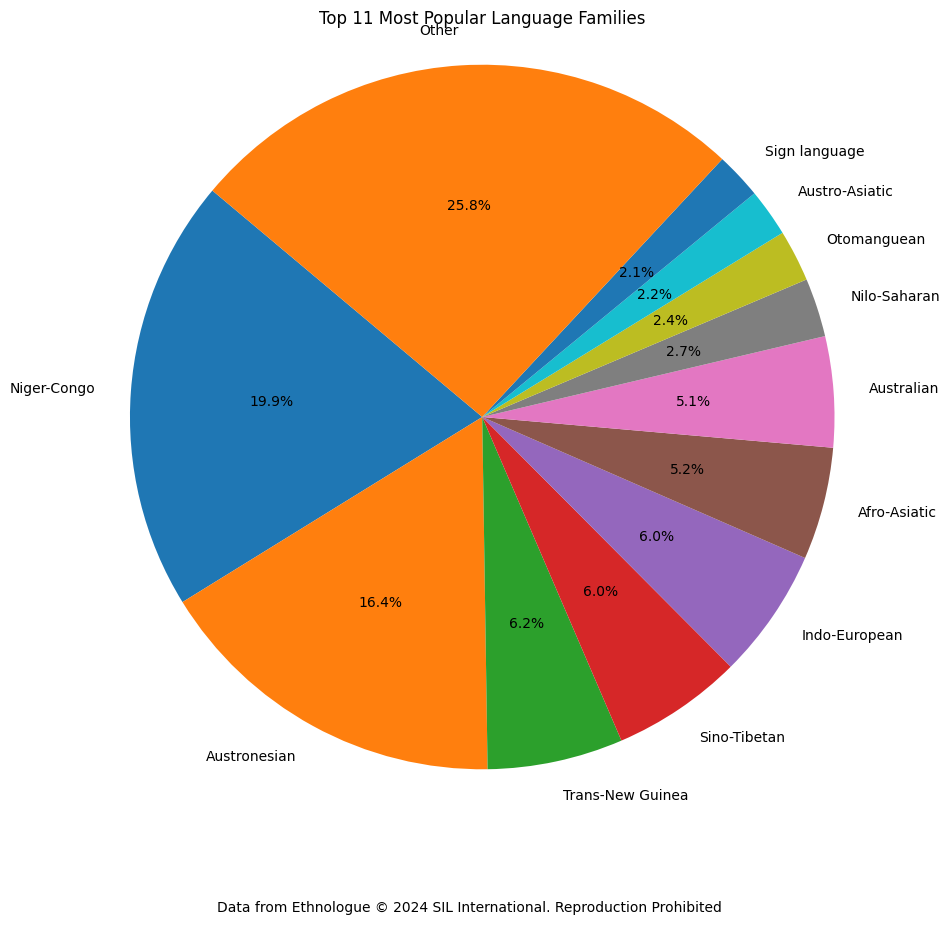 Top 11 Most Popular Language Families
Other
Sign language
Austro-Asiatic
Otomanguean
Nilo-Saharan
Australian
Afro-Asiatic
Indo-European
Sino-Tibetan
Trans-New Guinea
Austronesian
Niger-Congo
25.8%
2.1%
2.2%
2.4%
2.7%
5.1%
5.2%
6.0%
6.0%
6.2%
16.4%
19.9%
Data from Ethnologue © 2024 SIL International. Reproduction Prohibited